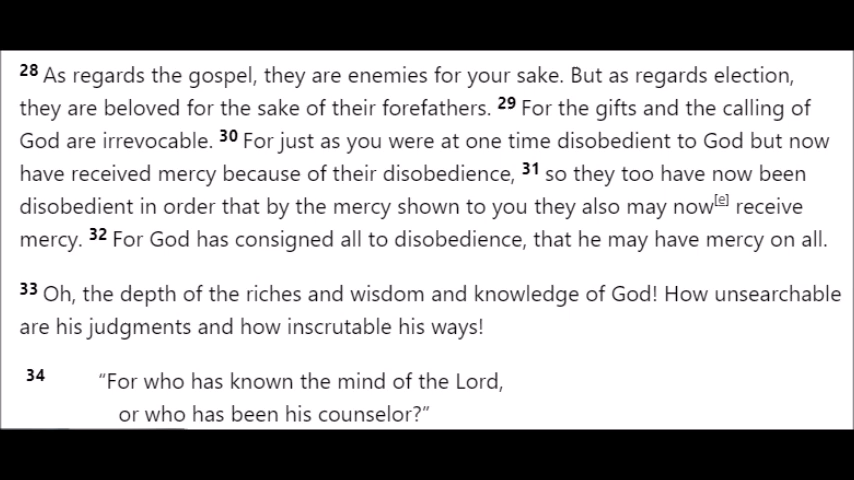 28 As regards the gospel, they are enemies for your sake. But as regards election,
they are beloved for the sake of their forefathers. 29 For the gifts and the calling of
God are irrevocable. 30 For just as you were at one time disobedient to God but now
have received mercy because of their disobedience, 31 so they too have now been
disobedient in order that by the mercy shown to you they also may now[e] receive
mercy. 32 For God has consigned all to disobedience, that he may have mercy on all.
33 Oh, the depth of the riches and wisdom and knowledge of God! How unsearchable
are his judgments and how inscrutable his ways!
34 “For who has known the mind of the Lord,
or who has been his counselor?”